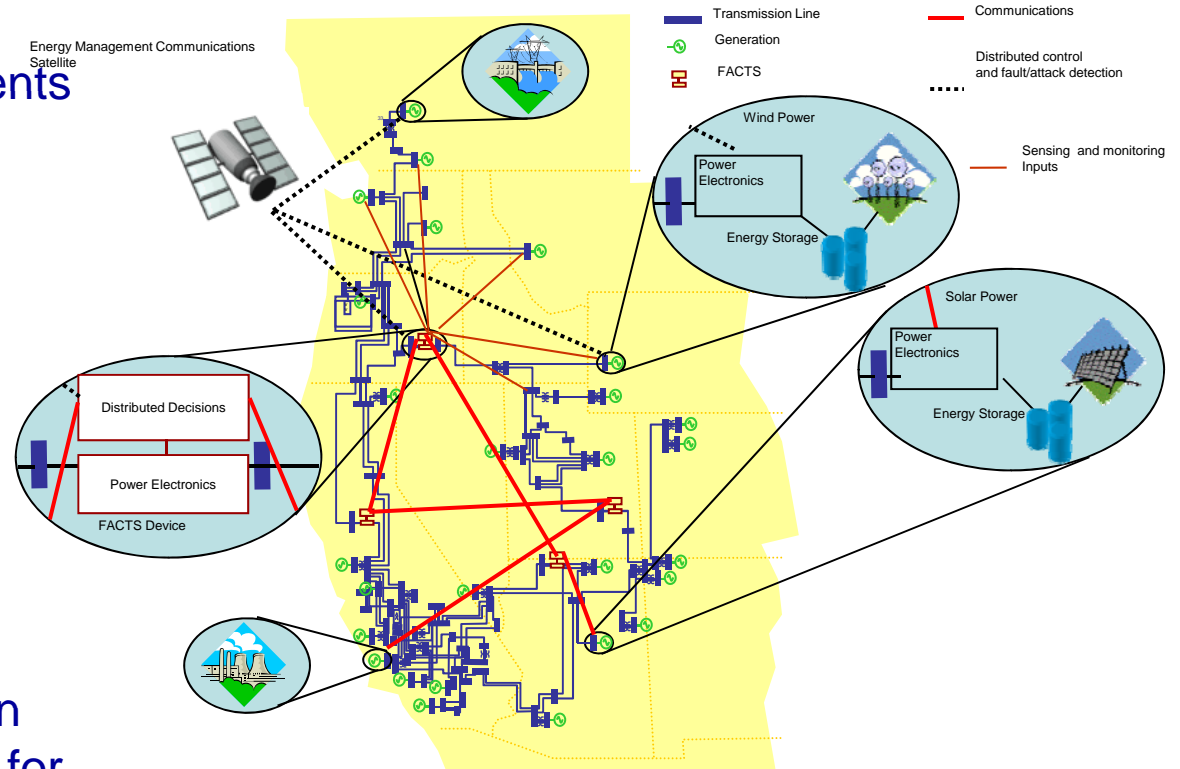 Energy Management Communications
Satellite
ents
Transmission Line
Generation
FACTS
Communications
Distributed control
and fault/attack detection
Sensing and monitoring
Inputs
Wind Power
Power
Electronics
Energy Storage
Solar Power
Power
Electronics
Energy Storage
Distributed Decisions
Power Electronics
FACTS Device
n
for